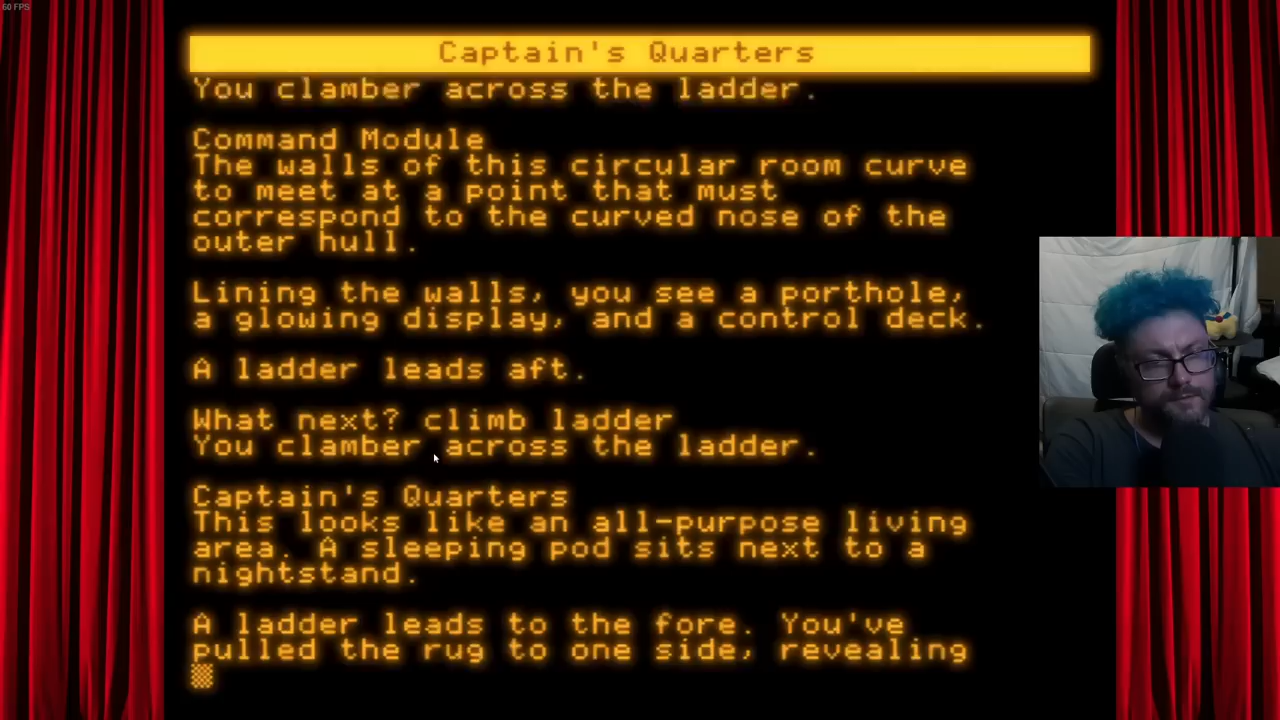 60 FPS
Captain's Quarters
You clamber across the ladder.
Command Module
The walls of this circular room curve
to meet at a point that must
correspond to the curved nose of the
outer hull.
Lining the walls, you see a porthole,
a glowing display, and a control deck.
A ladder leads aft.
What next? climb ladder
You clamber across the ladder.
Captain's Quarters
This looks like an all-purpose living
area. A sleeping pod sits next to a
nightstand.
A ladder leads to the fore. You've
pulled the rug to one side, revealing